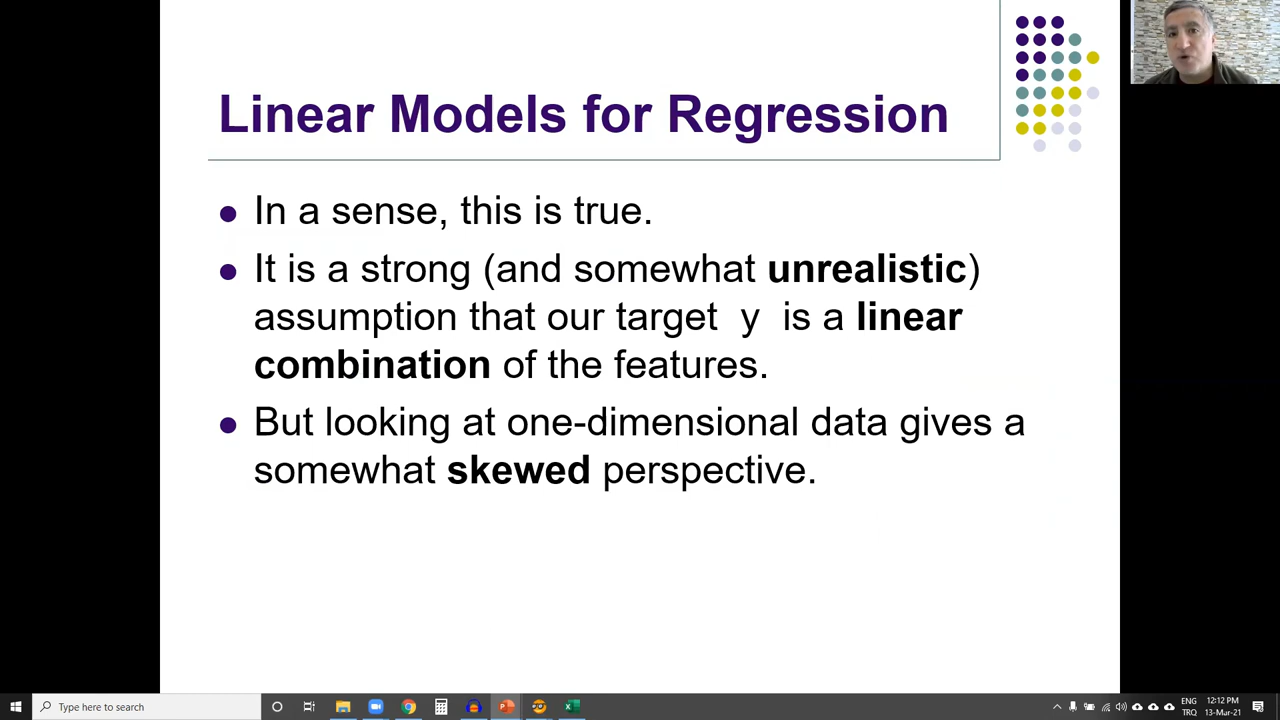 Linear Models for Regression
In a sense, this is true.
It is a strong (and somewhat unrealistic)
assumption that our target y is a linear
combination of the features.
But looking at one-dimensional data gives a
somewhat skewed perspective.
Type here to search
ENG
TRQ
12:12 PM
13-Mar-21